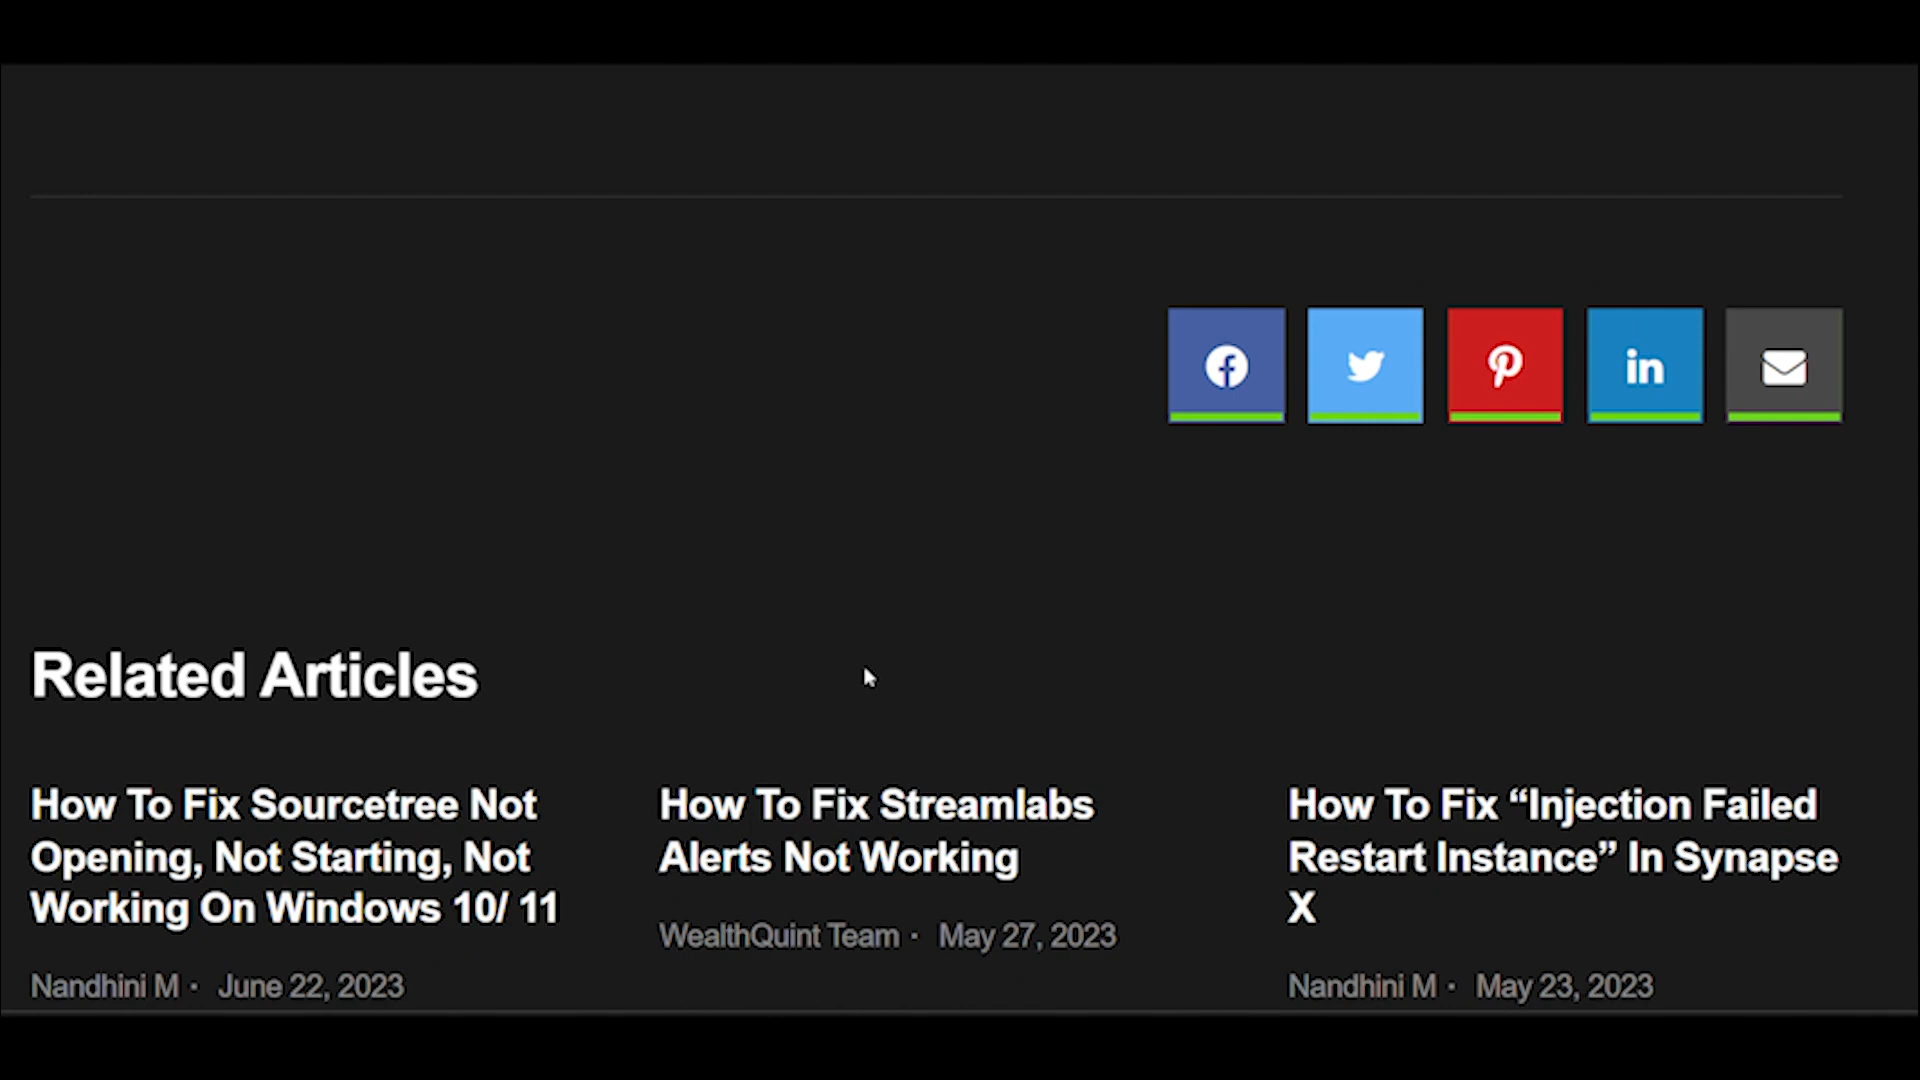 Related Articles
How To Fix Sourcetree Not
Opening, Not Starting, Not
Working On Windows 10/ 11
Nandhini M · June 22, 2023
How To Fix Streamlabs
Alerts Not Working
WealthQuint Team · May 27, 2023
How To Fix “Injection Failed
Restart Instance” In Synapse
X
Nandhini M · May 23, 2023